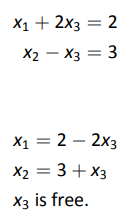 x₁ + 2x₃ = 2
x₂ − x₃ = 3
x₁ = 2 − 2x₃
x₂ = 3 + x₃
x₃ is free.